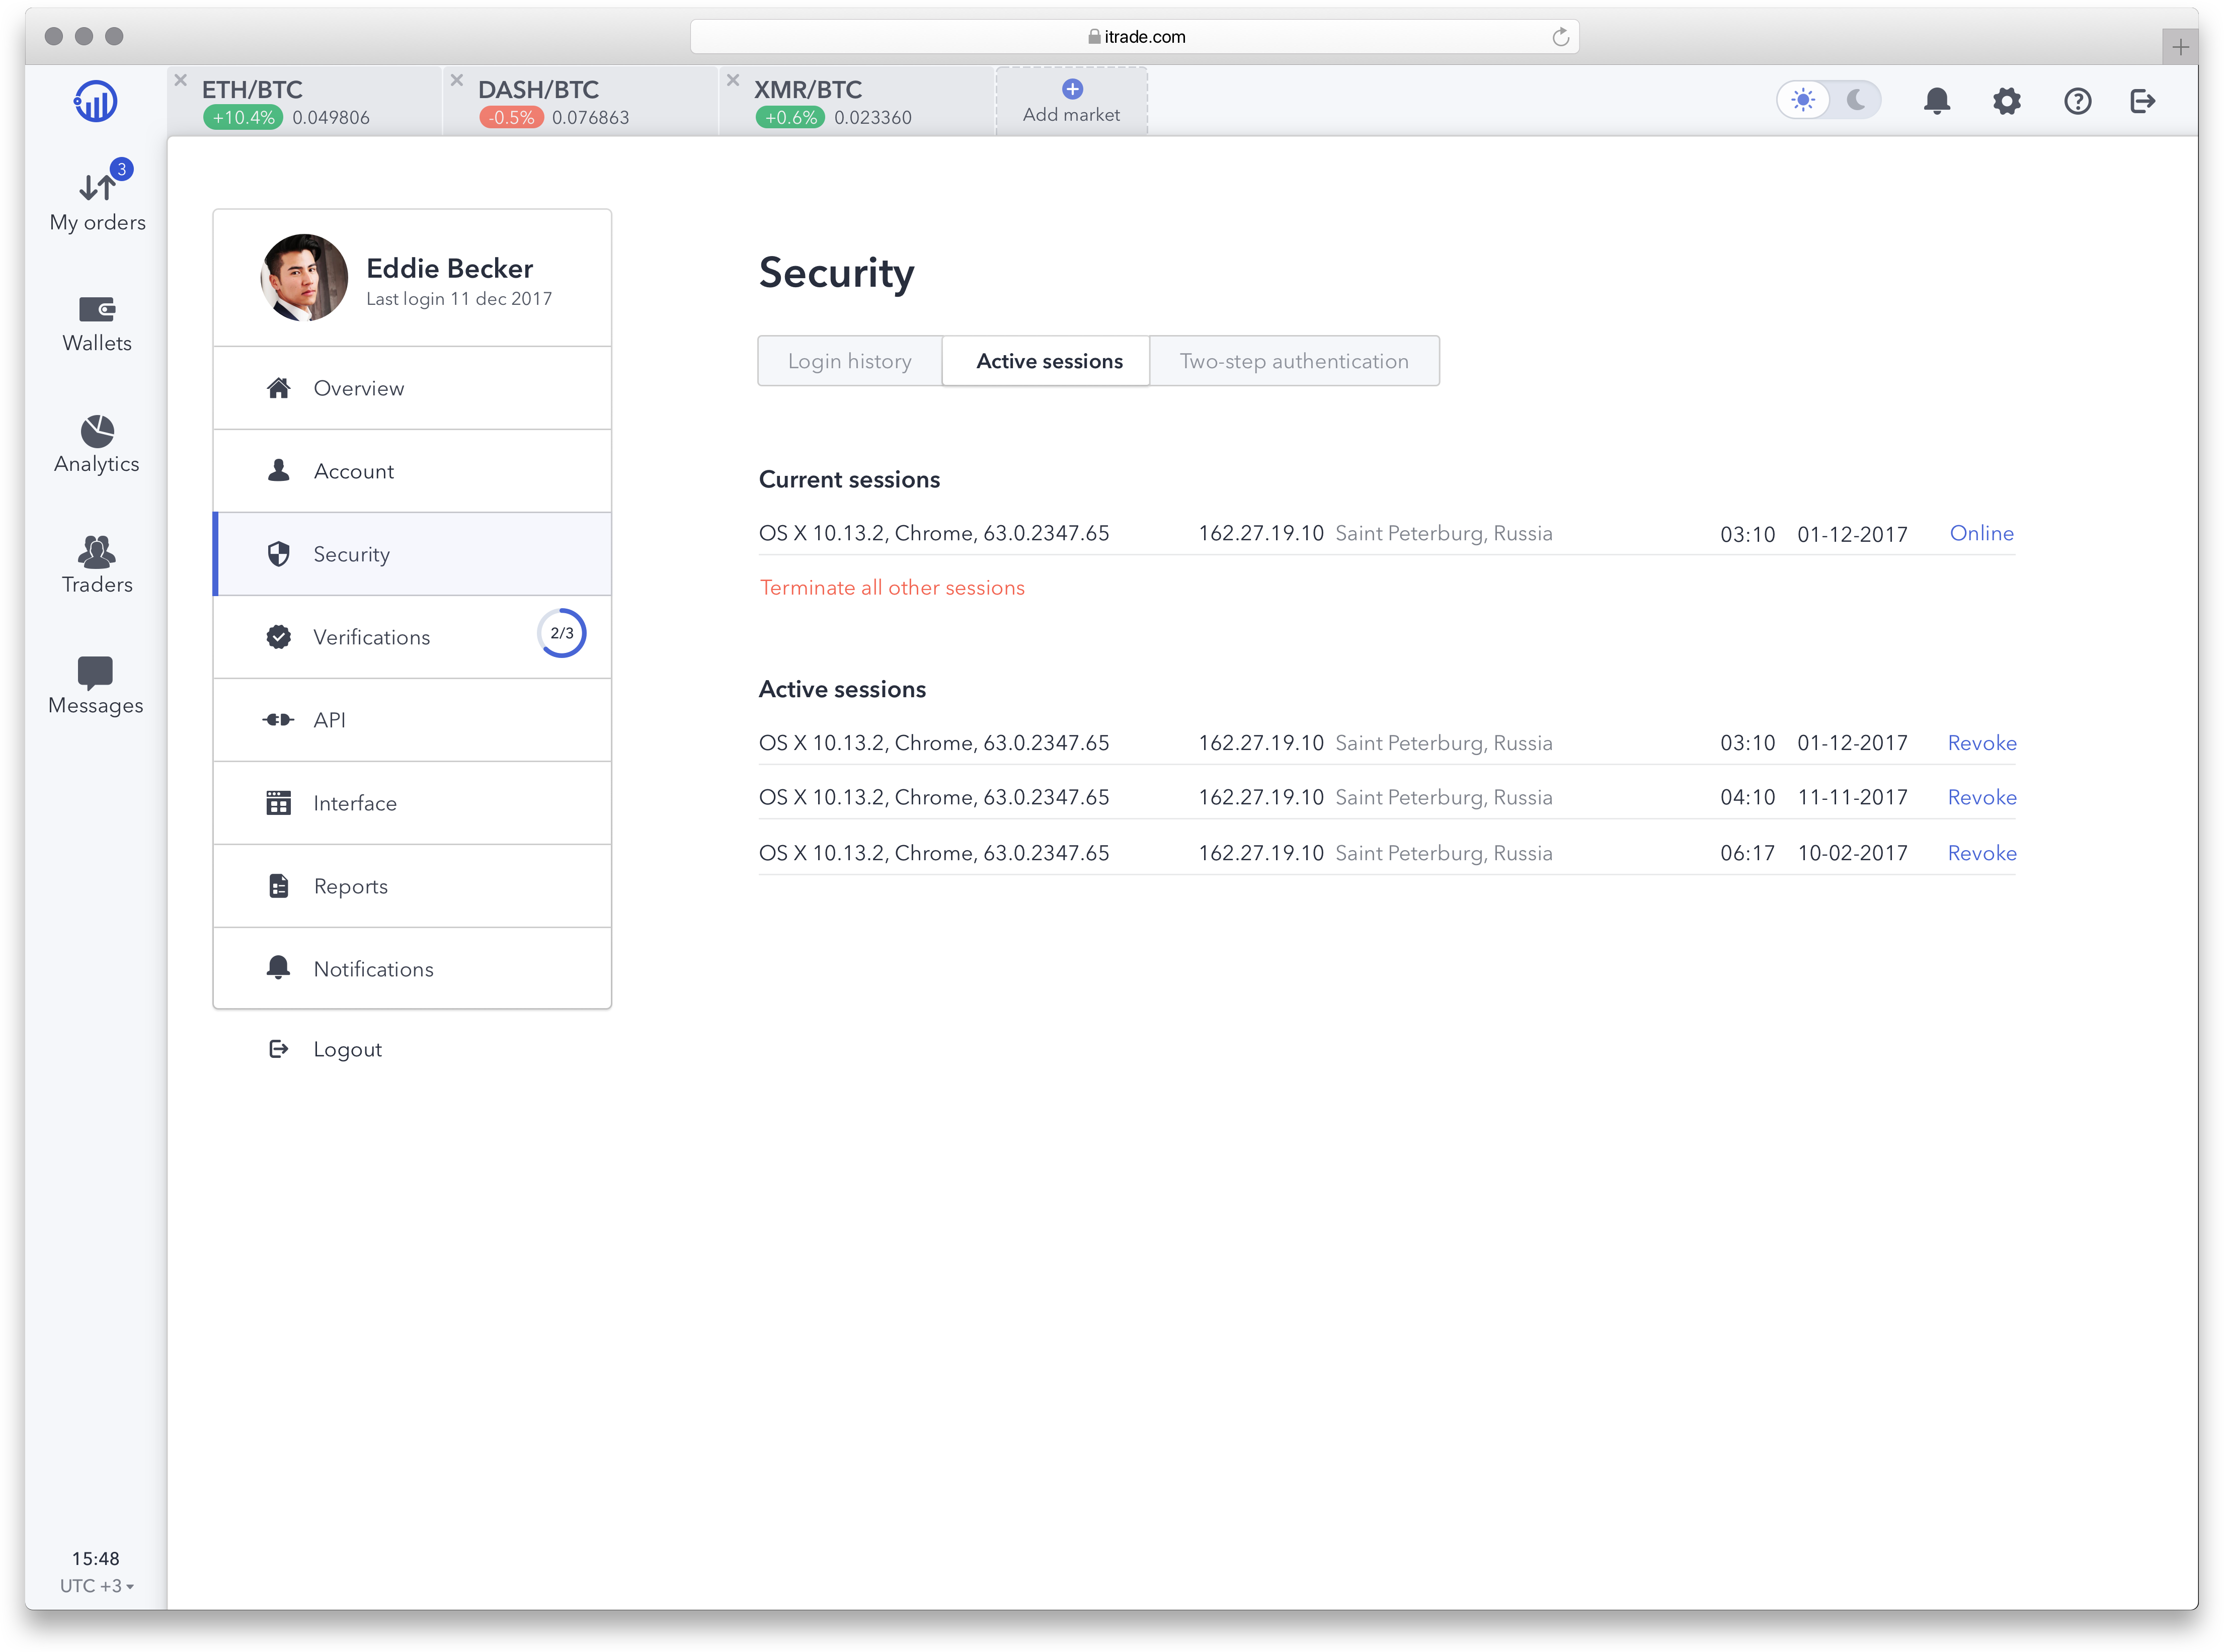 itrade.com
ETH/BTC
+10.4% 0.049806
DASH/BTC
-0.5% 0.076863
XMR/BTC
+0.6% 0.023360
Add market
3
My orders
Wallets
Analytics
Traders
Messages
15:48
UTC +3
Eddie Becker
Last login 11 dec 2017
Overview
Account
Security
Verifications 2/3
API
Interface
Reports
Notifications
Logout
Security
Login history Active sessions Two-step authentication
Current sessions
OS X 10.13.2, Chrome, 63.0.2347.65 162.27.19.10 Saint Peterburg, Russia 03:10 01-12-2017 Online
Terminate all other sessions
Active sessions
OS X 10.13.2, Chrome, 63.0.2347.65 162.27.19.10 Saint Peterburg, Russia 03:10 01-12-2017 Revoke
OS X 10.13.2, Chrome, 63.0.2347.65 162.27.19.10 Saint Peterburg, Russia 04:10 11-11-2017 Revoke
OS X 10.13.2, Chrome, 63.0.2347.65 162.27.19.10 Saint Peterburg, Russia 06:17 10-02-2017 Revoke